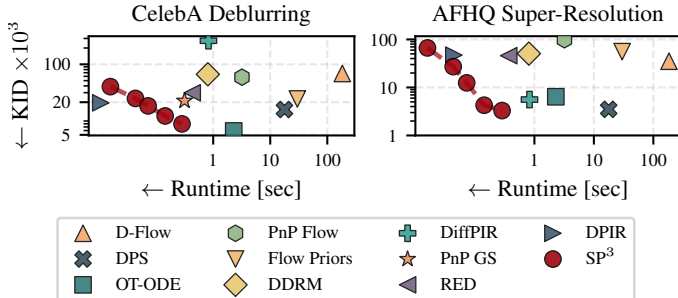 CelebA Deblurring
AFHQ Super-Resolution
← KID ×10³
100
20
5
1
10
100
← Runtime [sec]
100
10
1
1
10
100
← Runtime [sec]
D-Flow
PnP Flow
DiffPIR
DPIR
DPS
Flow Priors
PnP GS
SP³
OT-ODE
DDRM
RED